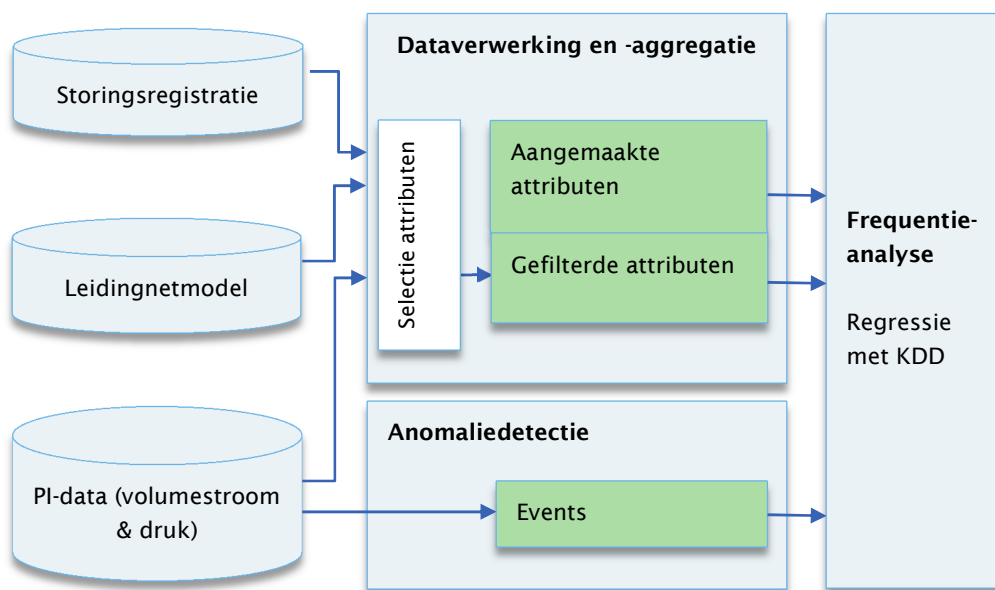 Storingsregistratie
Leidingnetmodel
PI-data (volumestroom
& druk)
Dataverwerking en -aggregatie
Selectie attributen
Aangemaakte
attributen
Gefilterde attributen
Anomaliedetectie
Events
Frequentie-
analyse
Regressie
met KDD